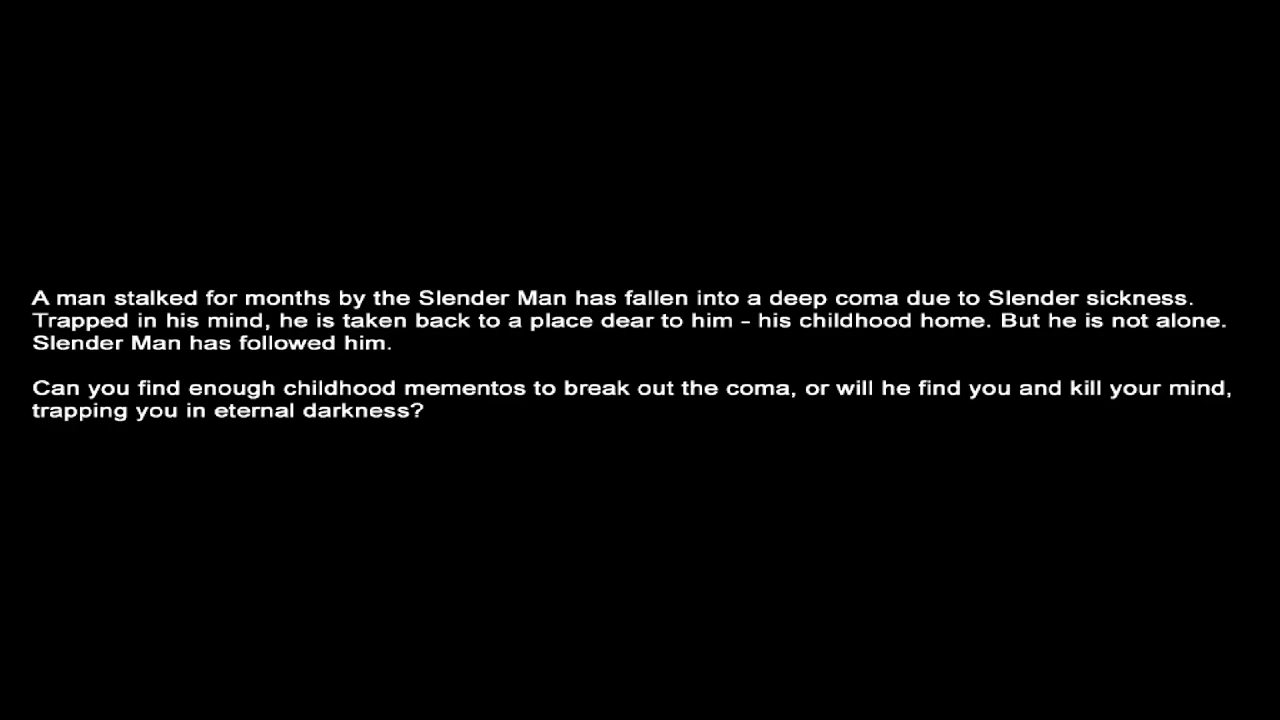 A man stalked for months by the Slender Man has fallen into a deep coma due to Slender sickness.
Trapped in his mind, he is taken back to a place dear to him - his childhood home. But he is not alone.
Slender Man has followed him.
Can you find enough childhood mementos to break out the coma, or will he find you and kill your mind,
trapping you in eternal darkness?